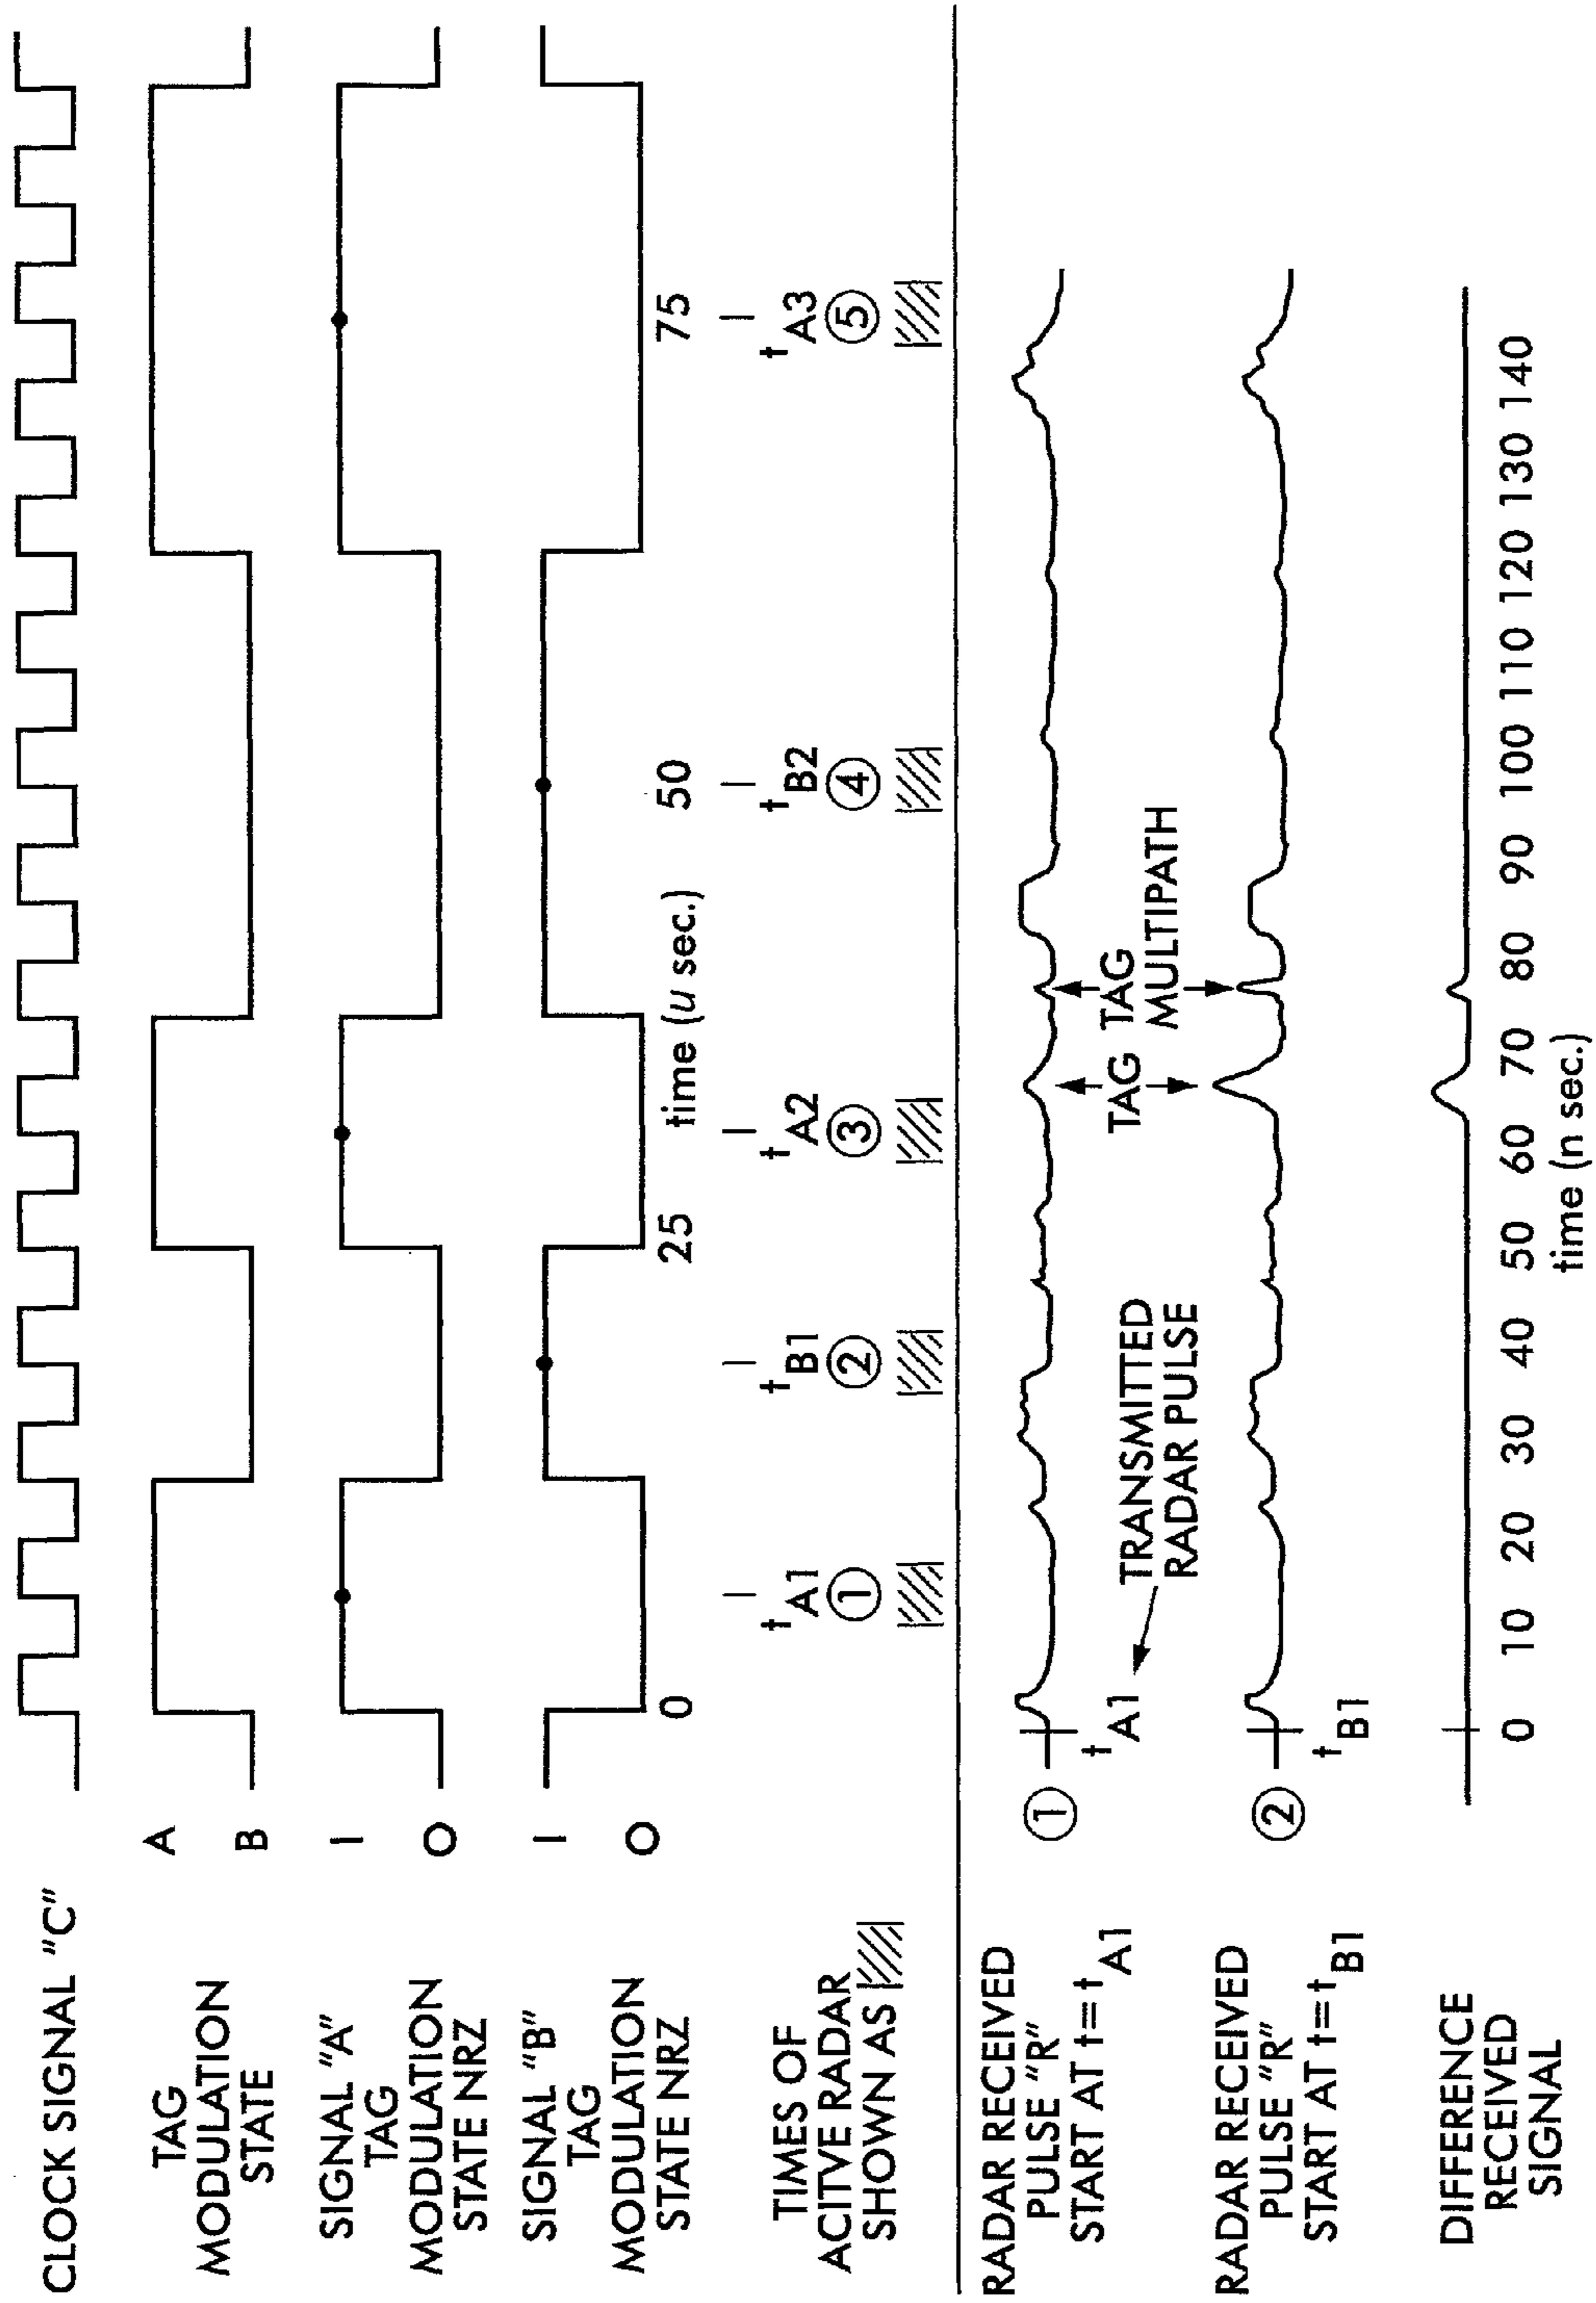 CLOCK SIGNAL "C"
TAG
MODULATION
STATE
A
B
SIGNAL "A"
TAG
MODULATION
STATE NRZ
I
O
SIGNAL "B"
TAG
MODULATION
STATE NRZ
I
O
0 25 50 75
time (u sec.)
TIMES OF
ACITVE RADAR
SHOWN AS
tA1 tB1 tA2 tB2 tA3
1 2 3 4 5
RADAR RECEIVED
PULSE "R"
START AT t=tA1
1
tA1
TRANSMITTED
RADAR PULSE
TAG
TAG
MULTIPATH
RADAR RECEIVED
PULSE "R"
START AT t=tB1
2
tB1
DIFFERENCE
RECEIVED
SIGNAL
0 10 20 30 40 50 60 70 80 90 100 110 120 130 140
time (n sec.)